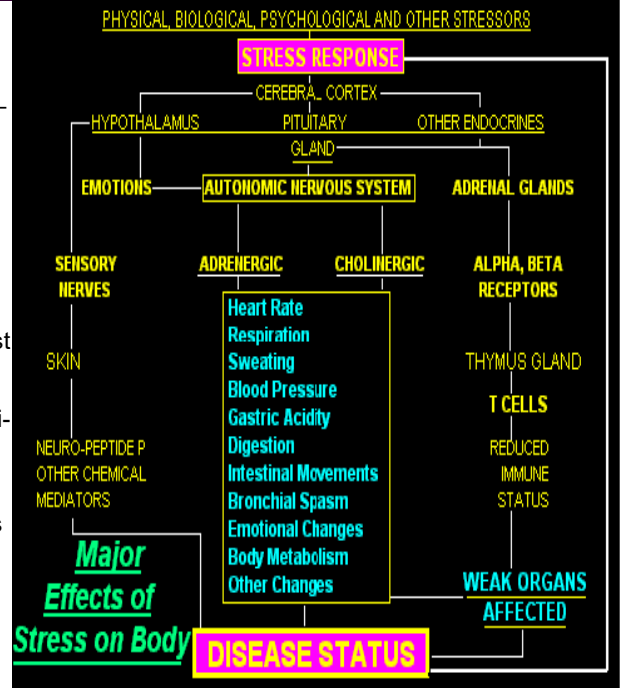 PHYSICAL, BIOLOGICAL, PSYCHOLOGICAL AND OTHER STRESSORS
STRESS RESPONSE
CEREBRAL CORTEX
HYPOTHALAMUS PITUITARY OTHER ENDOCRINES
GLAND
EMOTIONS AUTONOMIC NERVOUS SYSTEM ADRENAL GLANDS
SENSORY ADRENERGIC CHOLINERGIC ALPHA, BETA
NERVES RECEPTORS
Heart Rate
Respiration
st
SKIN Sweating THYMUS GLAND
Blood Pressure
T CELLS
i-
Gastric Acidity
NEURO-PEPTIDE P Digestion REDUCED
OTHER CHEMICAL Intestinal Movements IMMUNE
MEDIATORS Bronchial Spasm STATUS
s
Emotional Changes
Body Metabolism
Other Changes
WEAK ORGANS
AFFECTED
Major
Effects of
Stress on Body
DISEASE STATUS